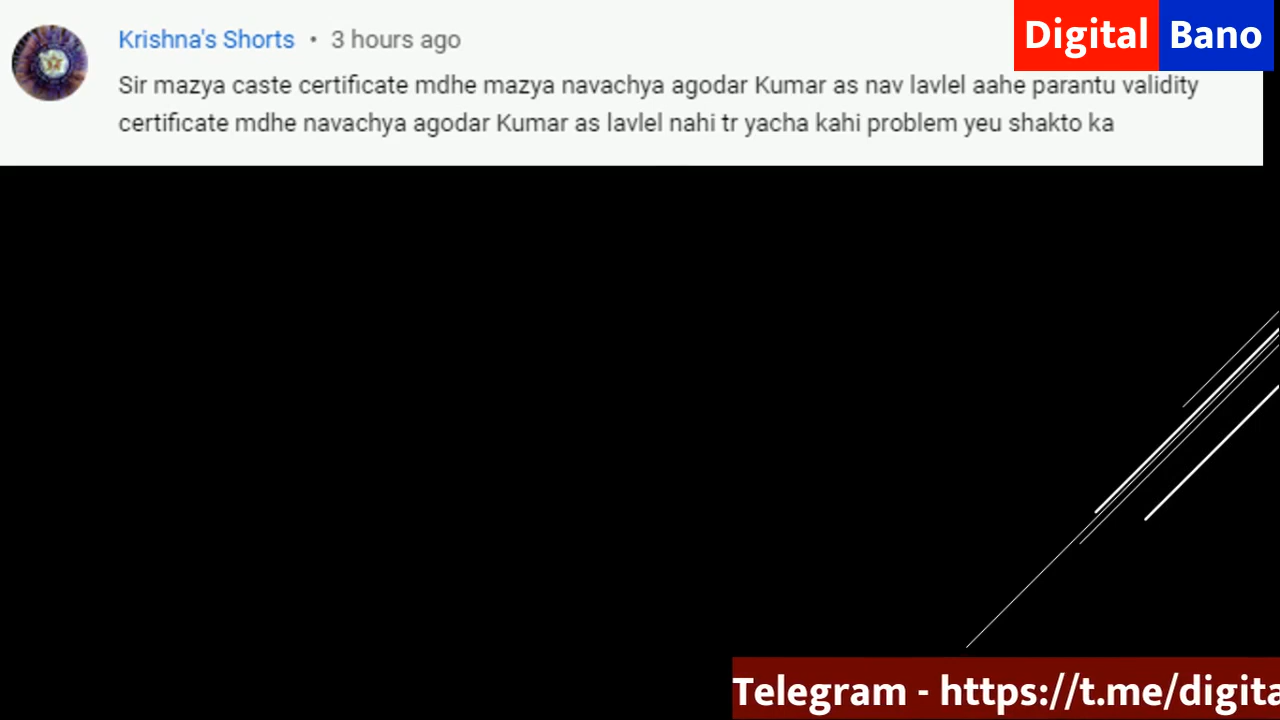 Krishna's Shorts • 3 hours ago
Digital Bano
Sir mazya caste certificate mdhe mazya navachya agodar Kumar as nav lavlel aahe parantu validity
certificate mdhe navachya agodar Kumar as lavlel nahi tr yacha kahi problem yeu shakto ka
Telegram - https://t.me/digita